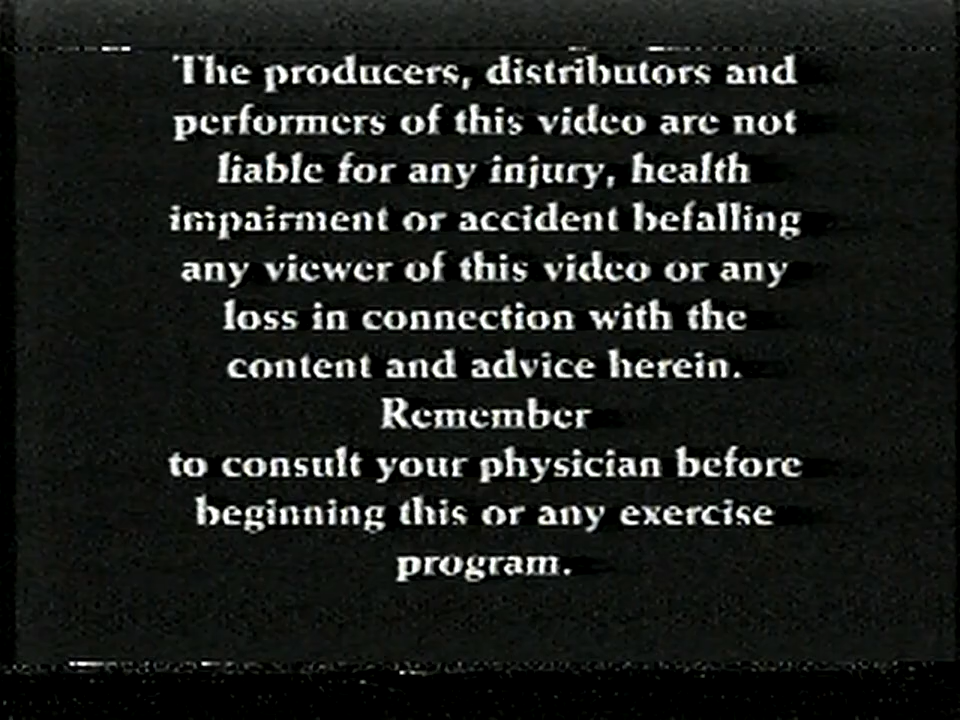 The producers, distributors and
performers of this video are not
liable for any injury, health
impairment or accident befalling
any viewer of this video or any
loss in connection with the
content and advice herein.
Remember
to consult your physician before
beginning this or any exercise
program.